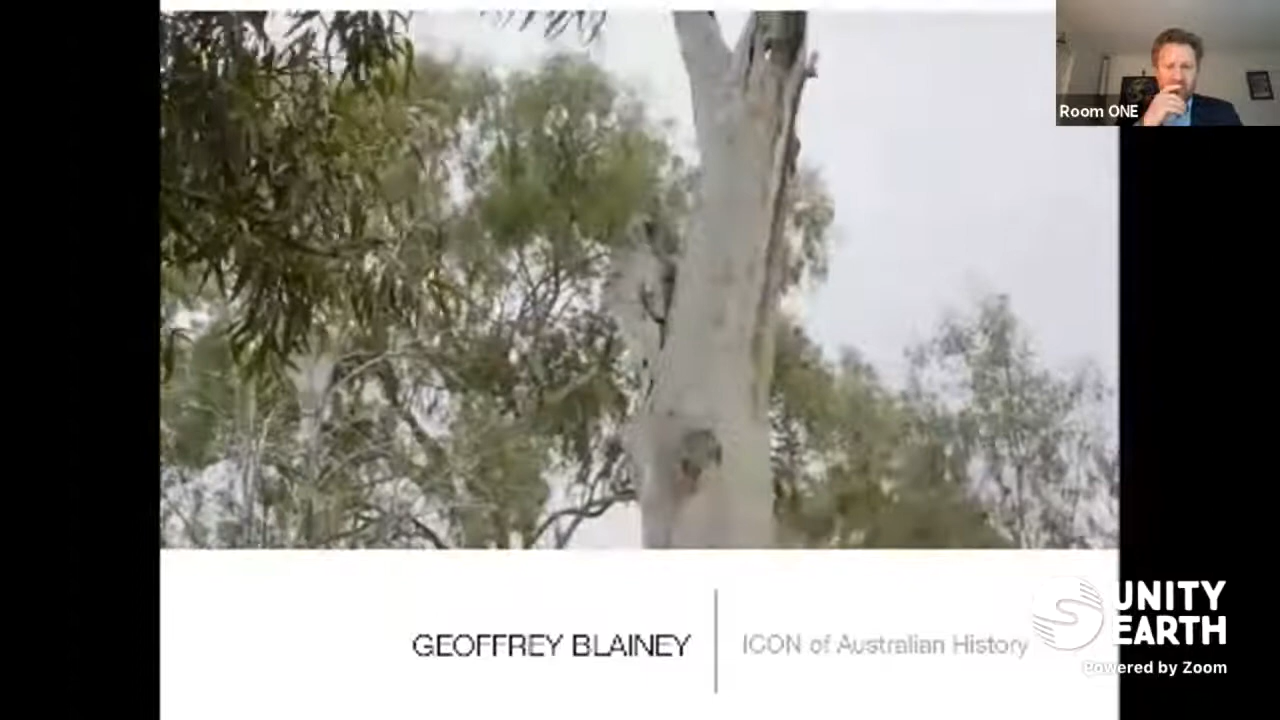 Room ONE
GEOFFREY BLAINEY
ICON of Australian History
UNITY
EARTH
Powered by Zoom